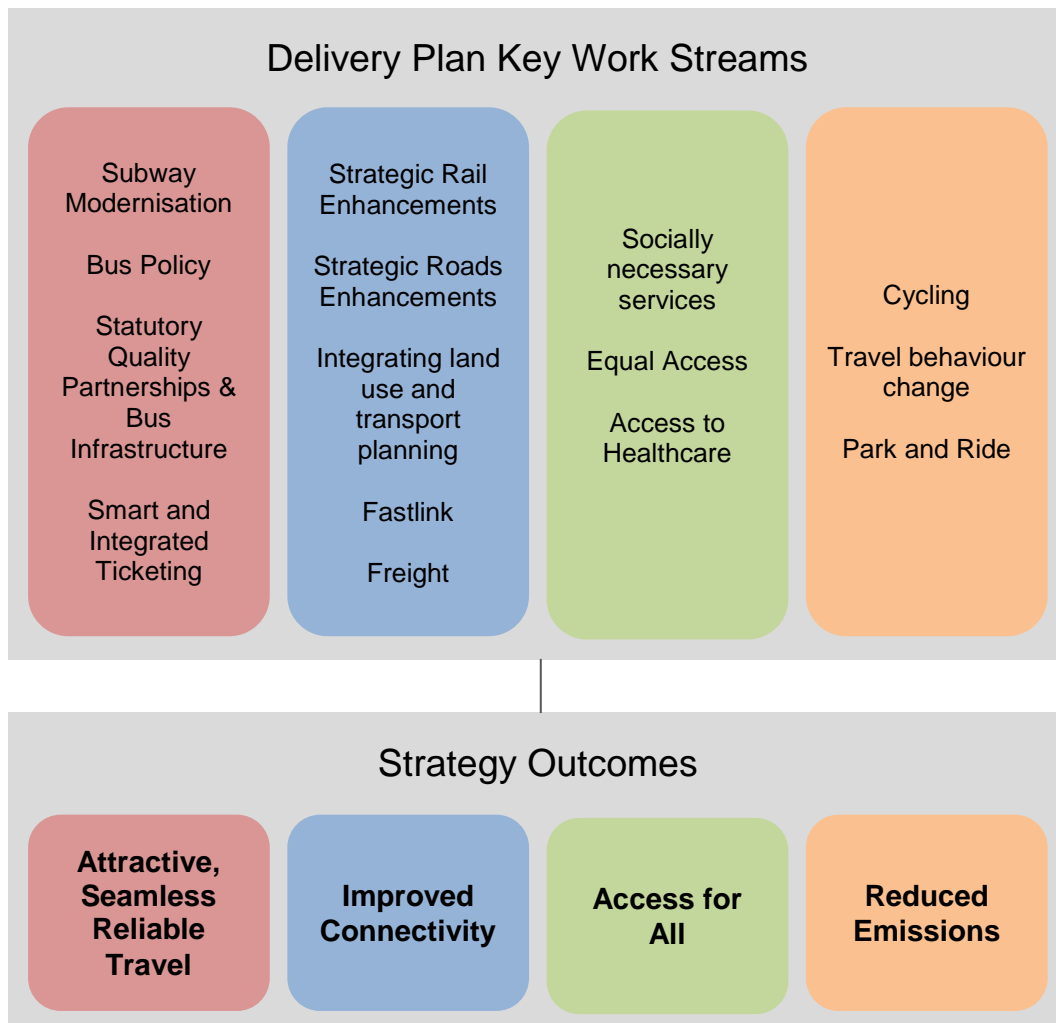 Delivery Plan Key Work Streams
Subway
Modernisation
Bus Policy
Statutory
Quality
Partnerships &
Bus
Infrastructure
Smart and
Integrated
Ticketing
Strategic Rail
Enhancements
Strategic Roads
Enhancements
Integrating land
use and
transport
planning
Fastlink
Freight
Socially
necessary
services
Equal Access
Access to
Healthcare
Cycling
Travel behaviour
change
Park and Ride
Strategy Outcomes
Attractive,
Seamless
Reliable
Travel
Improved
Connectivity
Access for
All
Reduced
Emissions